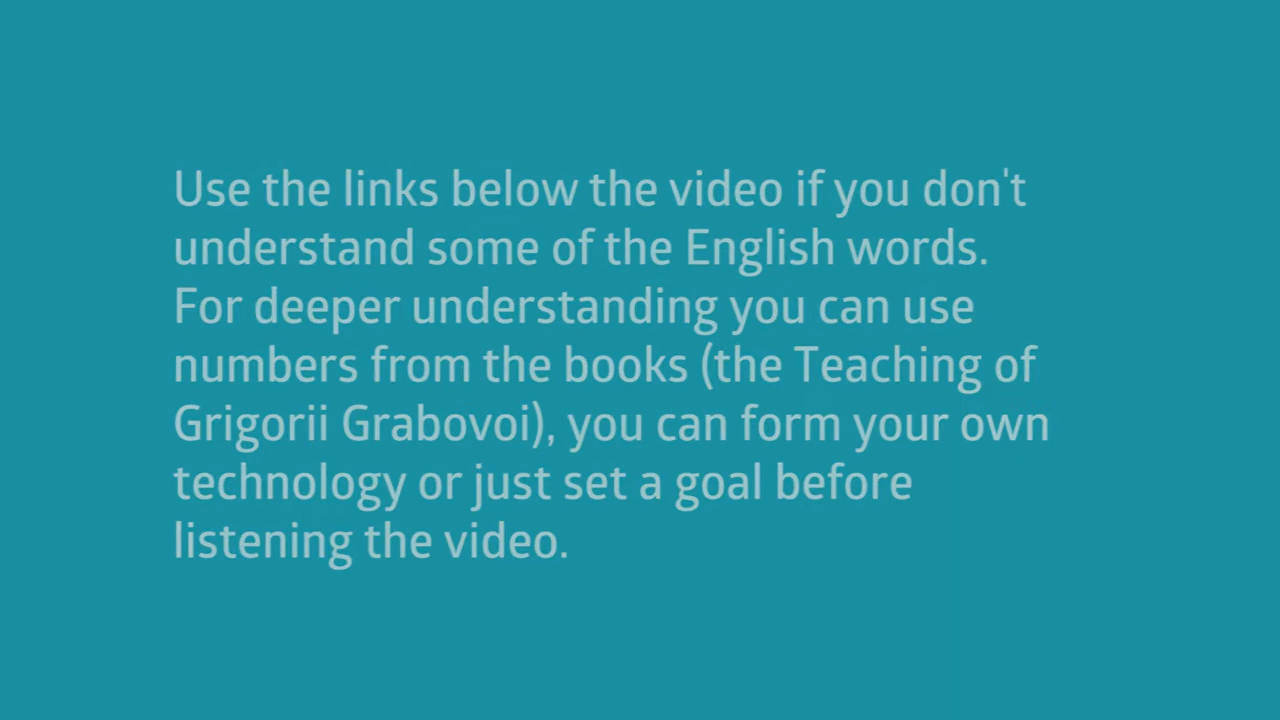 Use the links below the video if you don't
understand some of the English words.
For deeper understanding you can use
numbers from the books (the Teaching of
Grigorii Grabovoi), you can form your own
technology or just set a goal before
listening the video.